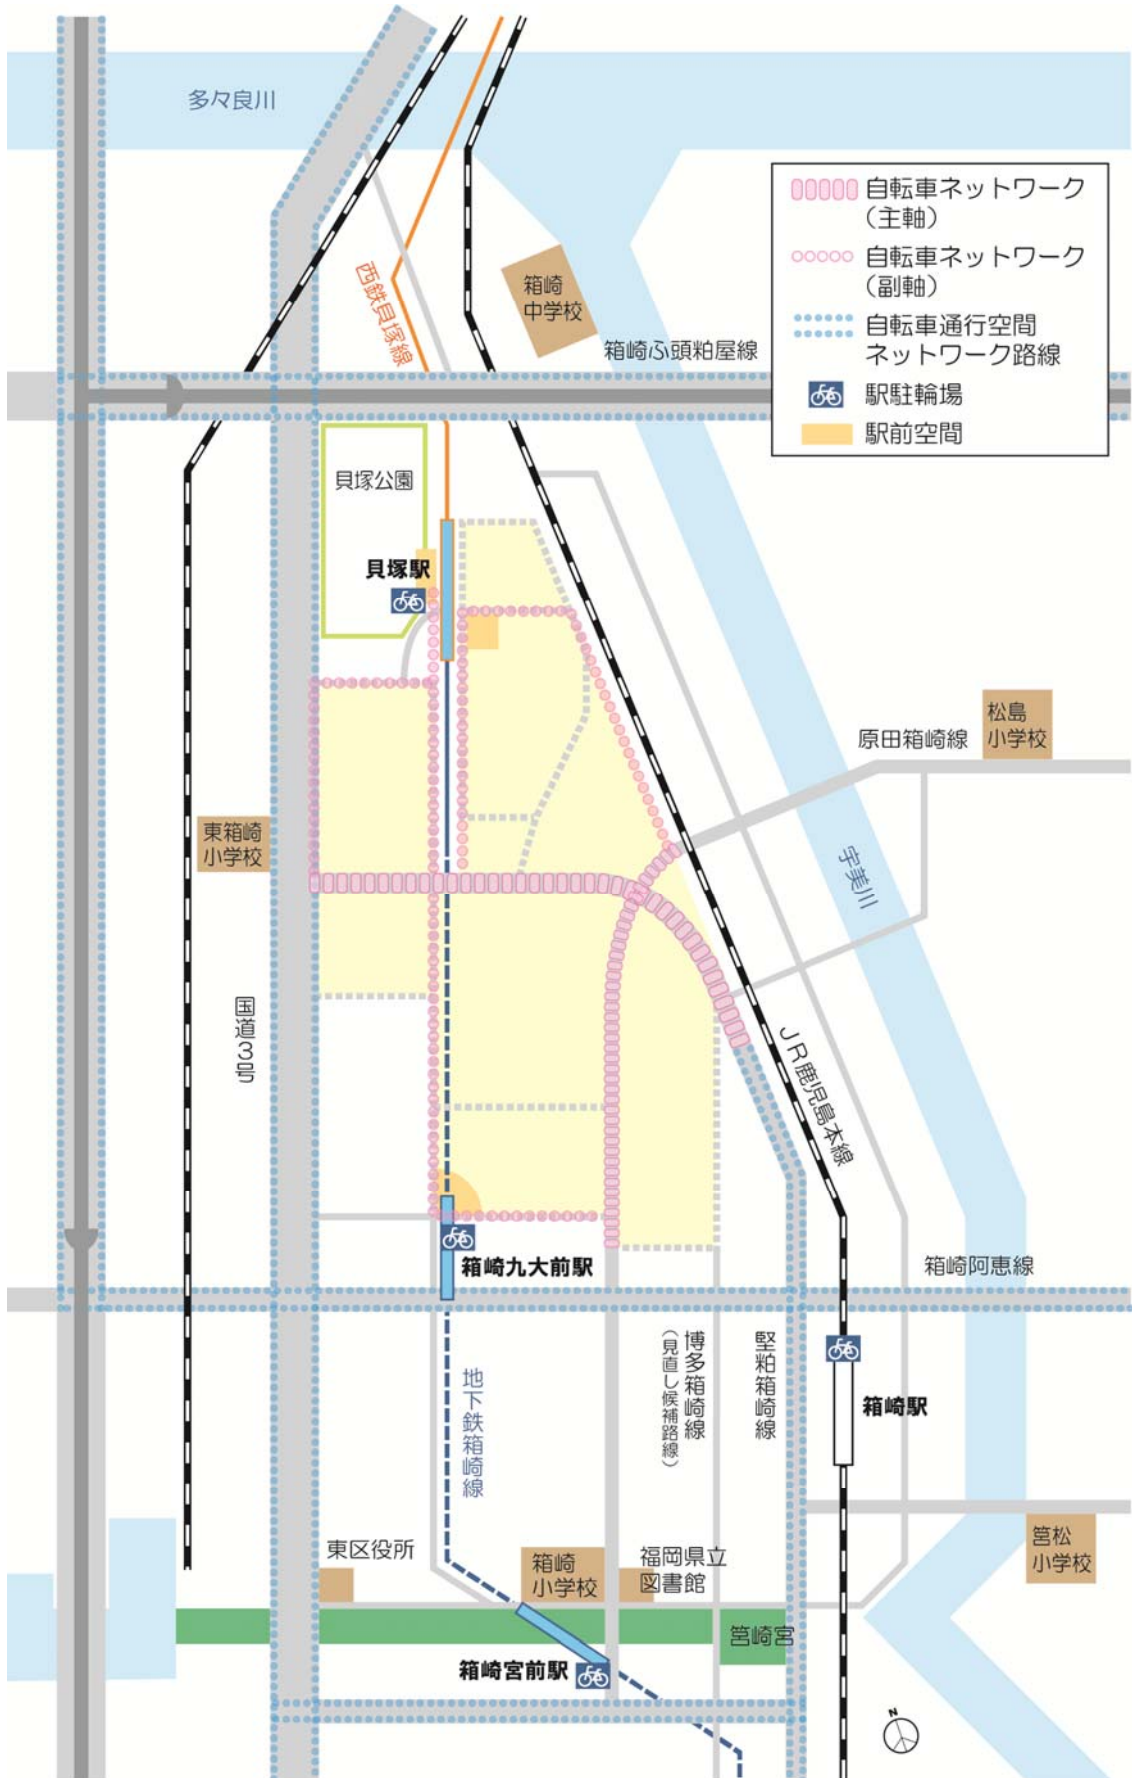 多々良川
自転車ネットワーク
(主軸)
自転車ネットワーク
(副軸)
自転車通行空間
ネットワーク路線
駅駐輪場
駅前空間
西鉄貝塚線
箱崎
中学校
箱崎ふ頭粕屋線
貝塚公園
貝塚駅
松島
小学校
原田箱崎線
東箱崎
小学校
宇美川
国道3号
JR鹿児島本線
箱崎九大前駅
箱崎阿恵線
地下鉄箱崎線
博多箱崎線
(見直し候補路線)
堅粕箱崎線
箱崎駅
東区役所
箱崎
小学校
福岡県立
図書館
筥松
小学校
筥崎宮
箱崎宮前駅
N